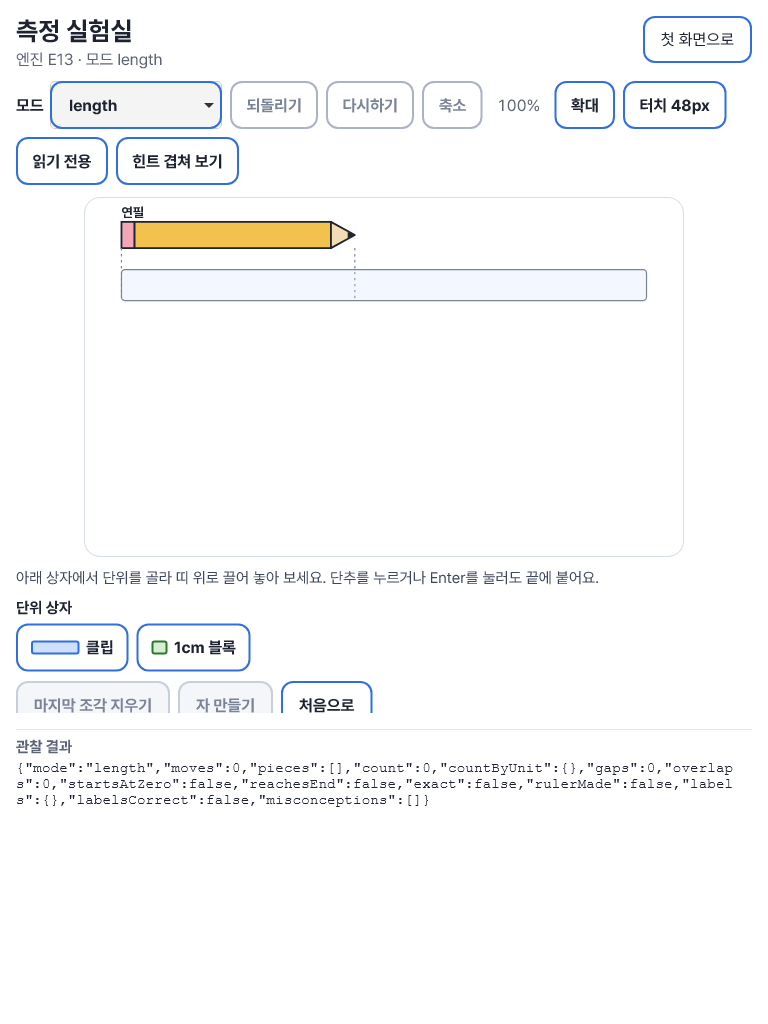 측정 실험실
첫 화면으로
엔진 E13 · 모드 length
모드 length 되돌리기 다시하기 축소 100% 확대 터치 48px
읽기 전용 힌트 겹쳐 보기
연필
아래 상자에서 단위를 골라 띠 위로 끌어 놓아 보세요. 단추를 누르거나 Enter를 눌러도 끝에 붙어요.
단위 상자
클립 1cm 블록
마지막 조각 지우기 자 만들기 처음으로
관찰 결과
{"mode":"length","moves":0,"pieces":[],"count":0,"countByUnit":{},"gaps":0,"overlap
s":0,"startsAtZero":false,"reachesEnd":false,"exact":false,"rulerMade":false,"label
s":{},"labelsCorrect":false,"misconceptions":[]}